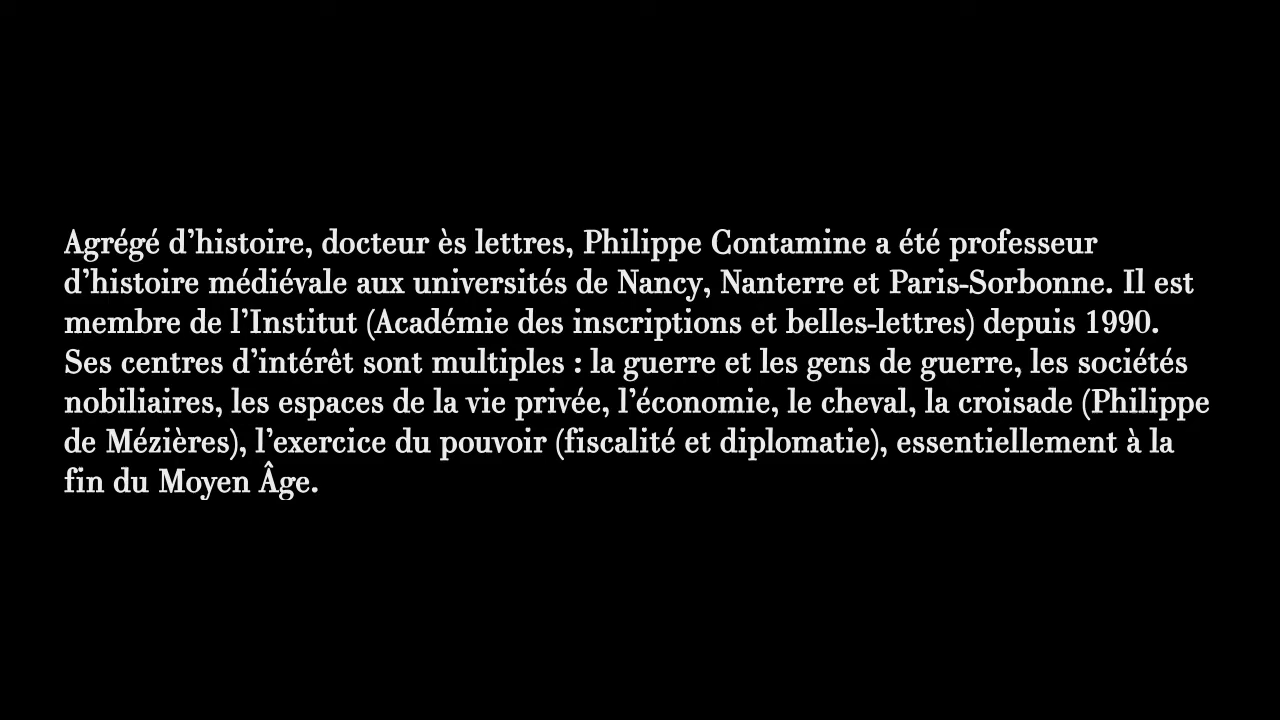 Agrégé d’histoire, docteur ès lettres, Philippe Contamine a été professeur
d’histoire médiévale aux universités de Nancy, Nanterre et Paris-Sorbonne. Il est
membre de l’Institut (Académie des inscriptions et belles-lettres) depuis 1990.
Ses centres d’intérêt sont multiples : la guerre et les gens de guerre, les sociétés
nobiliaires, les espaces de la vie privée, l’économie, le cheval, la croisade (Philippe
de Mézières), l’exercice du pouvoir (fiscalité et diplomatie), essentiellement à la
fin du Moyen Âge.